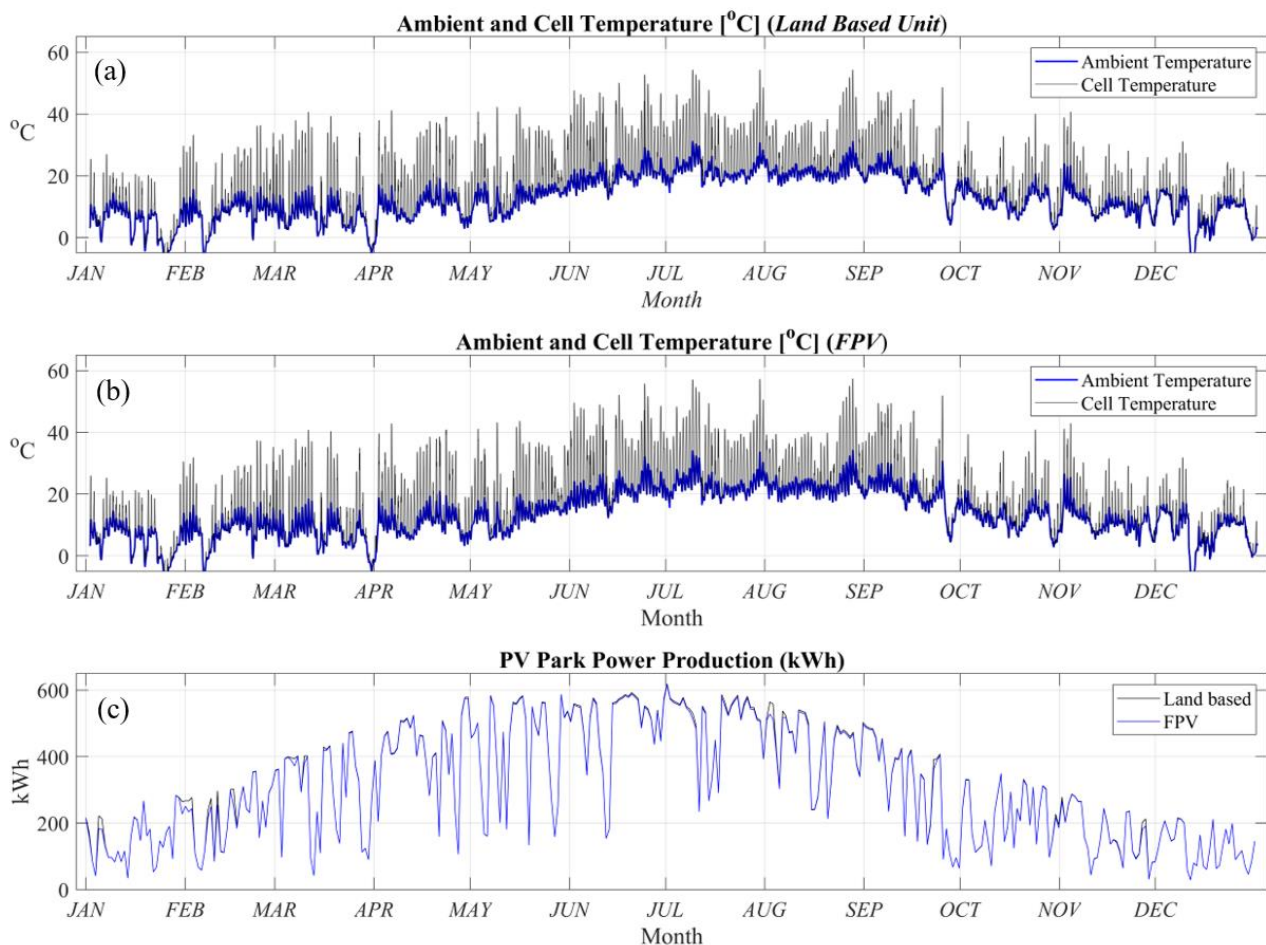 Ambient and Cell Temperature [°C] (Land Based Unit)
(a)
Ambient Temperature
Cell Temperature
60
40
20
0
°C
JAN FEB MAR APR MAY JUN JUL AUG SEP OCT NOV DEC
Month
Ambient and Cell Temperature [°C] (FPV)
(b)
Ambient Temperature
Cell Temperature
60
40
20
0
°C
JAN FEB MAR APR MAY JUN JUL AUG SEP OCT NOV DEC
Month
PV Park Power Production (kWh)
(c)
Land based
FPV
600
400
200
0
kWh
JAN FEB MAR APR MAY JUN JUL AUG SEP OCT NOV DEC
Month